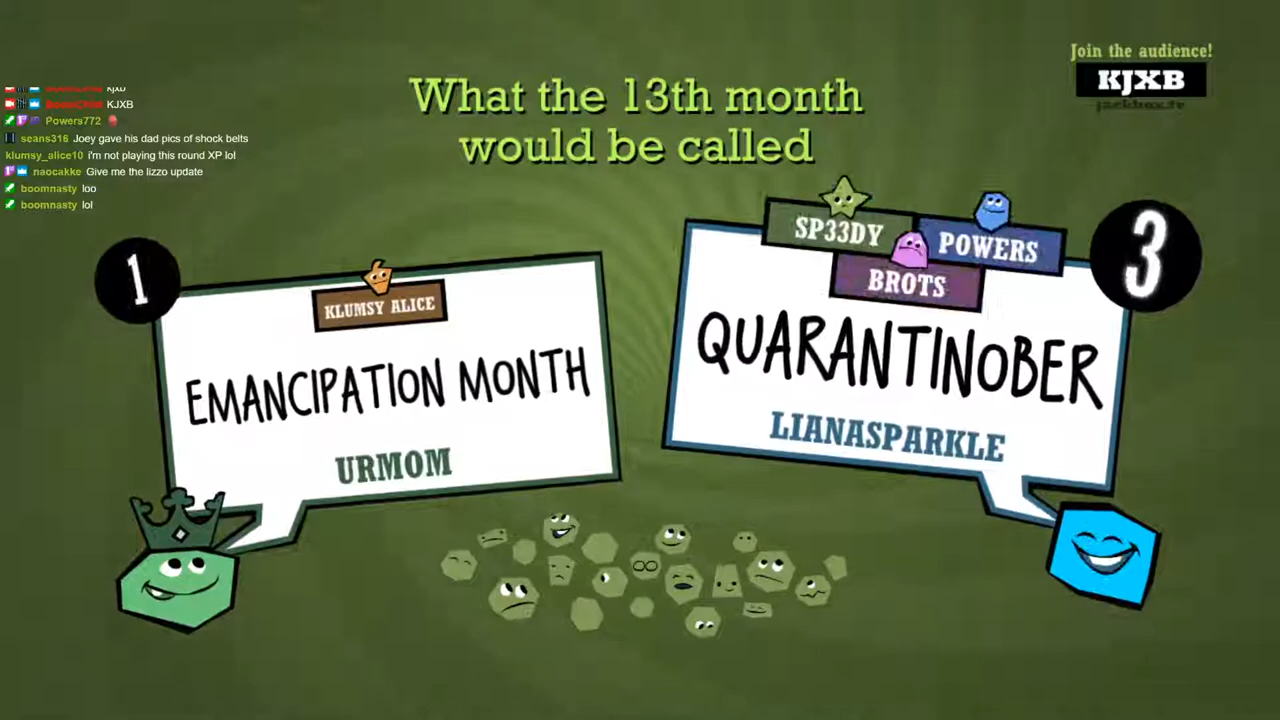 Join the audience!
KJXB
jackbox.tv
What the 13th month
would be called
KJXB
Powers772
seans316 Joey gave his dad pics of shock belts
klumsy_alice10 i'm not playing this round XP lol
naocakke Give me the lizzo update
boomnasty loo
boomnasty lol
1
KLUMSY ALICE
EMANCIPATION MONTH
URMOM
SP33DY
POWERS
BROTS
3
QUARANTINOBER
LIANASPARKLE